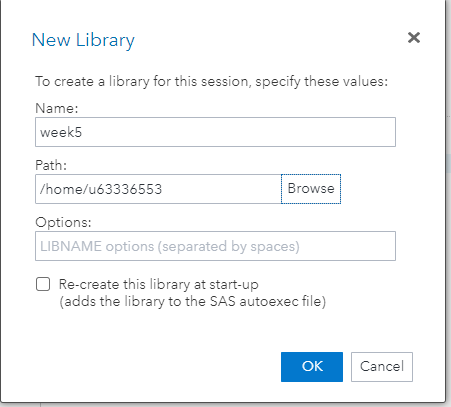 New Library
To create a library for this session, specify these values:
Name:
week5
Path:
/home/u63336553 Browse
Options:
LIBNAME options (separated by spaces)
Re-create this library at start-up
(adds the library to the SAS autoexec file)
OK Cancel